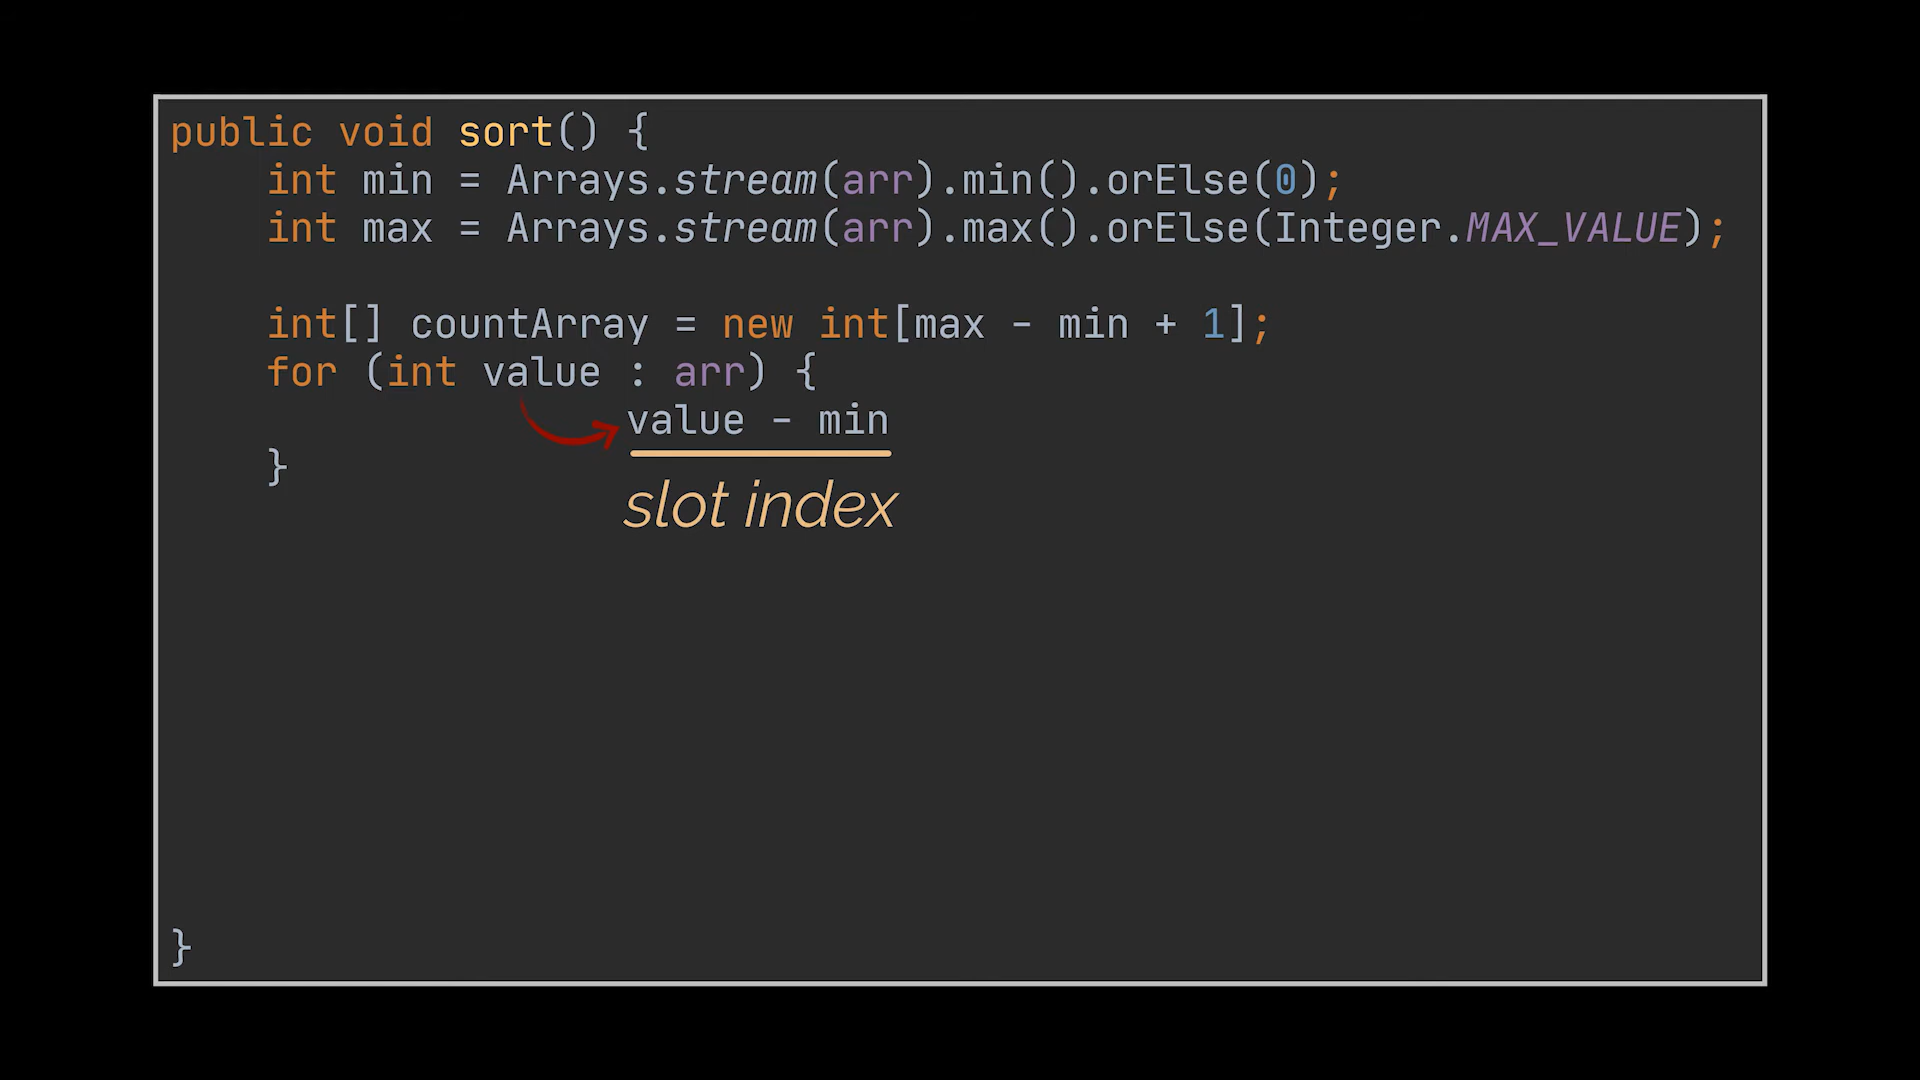 public void sort() {
    int min = Arrays.stream(arr).min().orElse(0);
    int max = Arrays.stream(arr).max().orElse(Integer.MAX_VALUE);
    int[] countArray = new int[max - min + 1];
    for (int value : arr) {
        value - min
    }
slot index
}